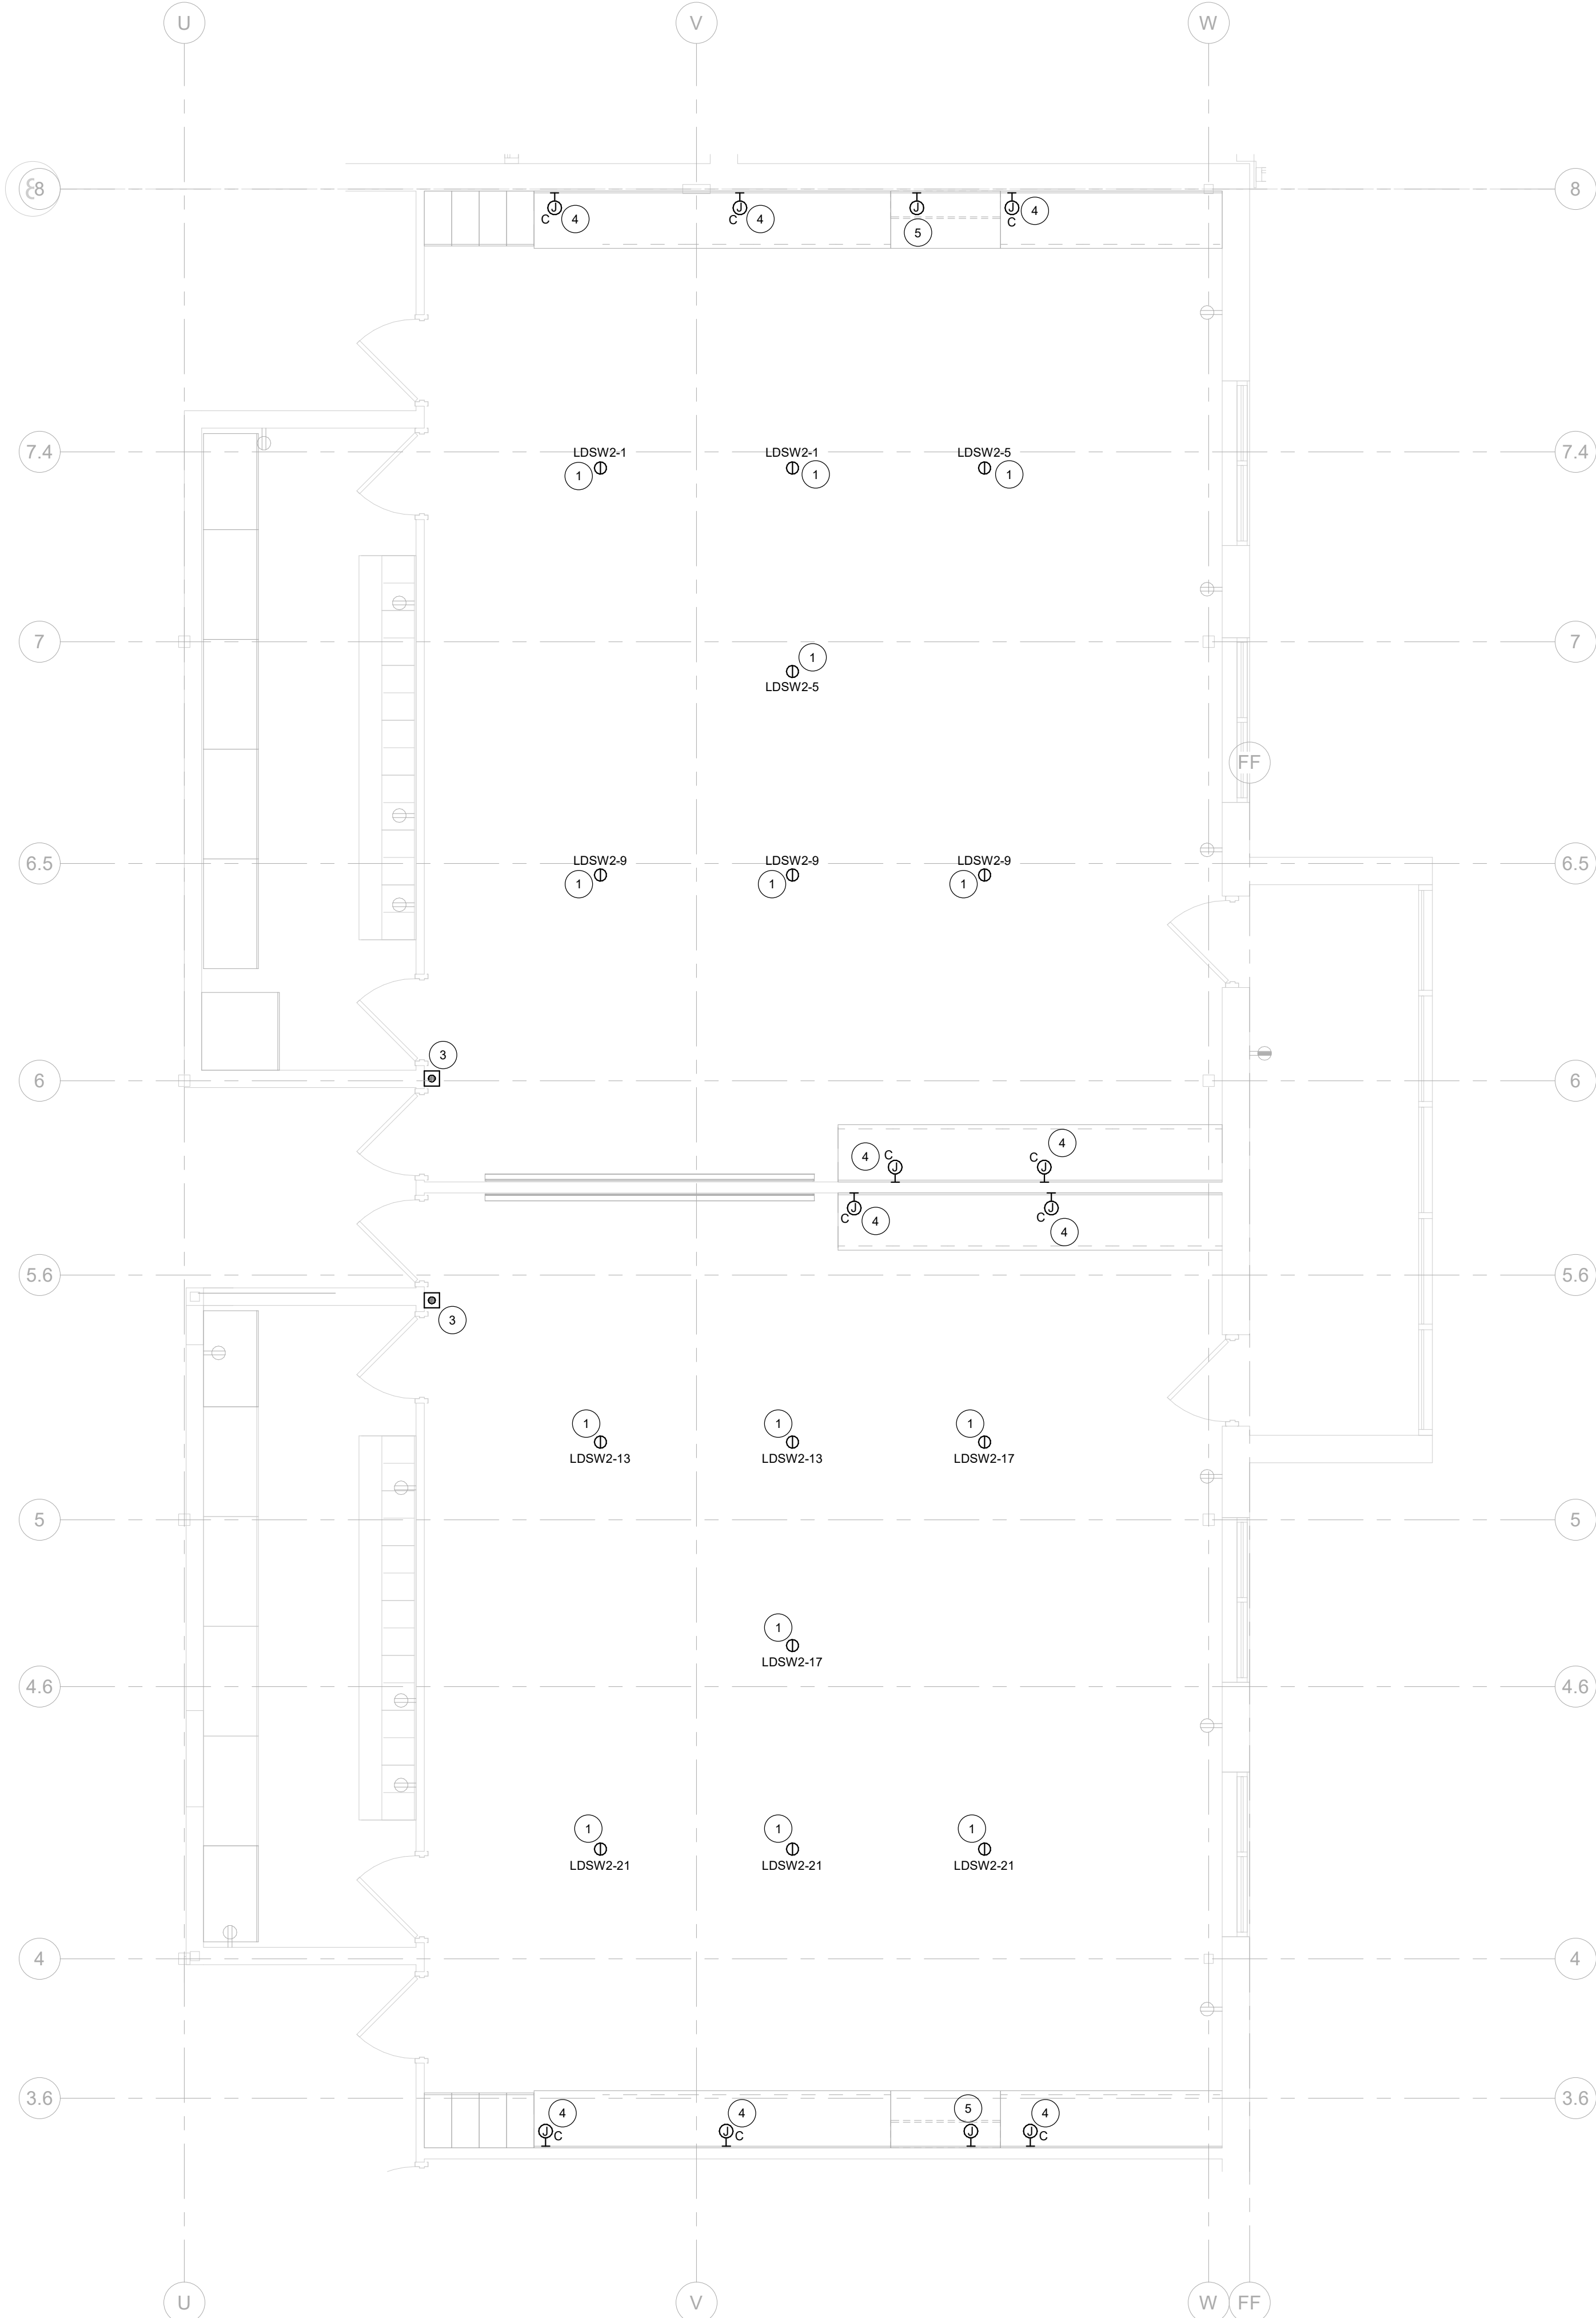 U V W
8 8 8
J J J J
C 4 C 4 5 C 4
7.4 7.4
LDSW2-1 LDSW2-1 LDSW2-5
1 1 1
7 7
1
LDSW2-5
FF
6.5 6.5
LDSW2-9 LDSW2-9 LDSW2-9
1 1 1
3
6 6
4 C 4 C
J J
J J
C 4 C 4
5.6 5.6
3
1 1 1
LDSW2-13 LDSW2-13 LDSW2-17
5 5
1
LDSW2-17
4.6 4.6
1 1 1
LDSW2-21 LDSW2-21 LDSW2-21
4 4
3.6 3.6
4 4 5 4
J C J C J J C
U V W FF